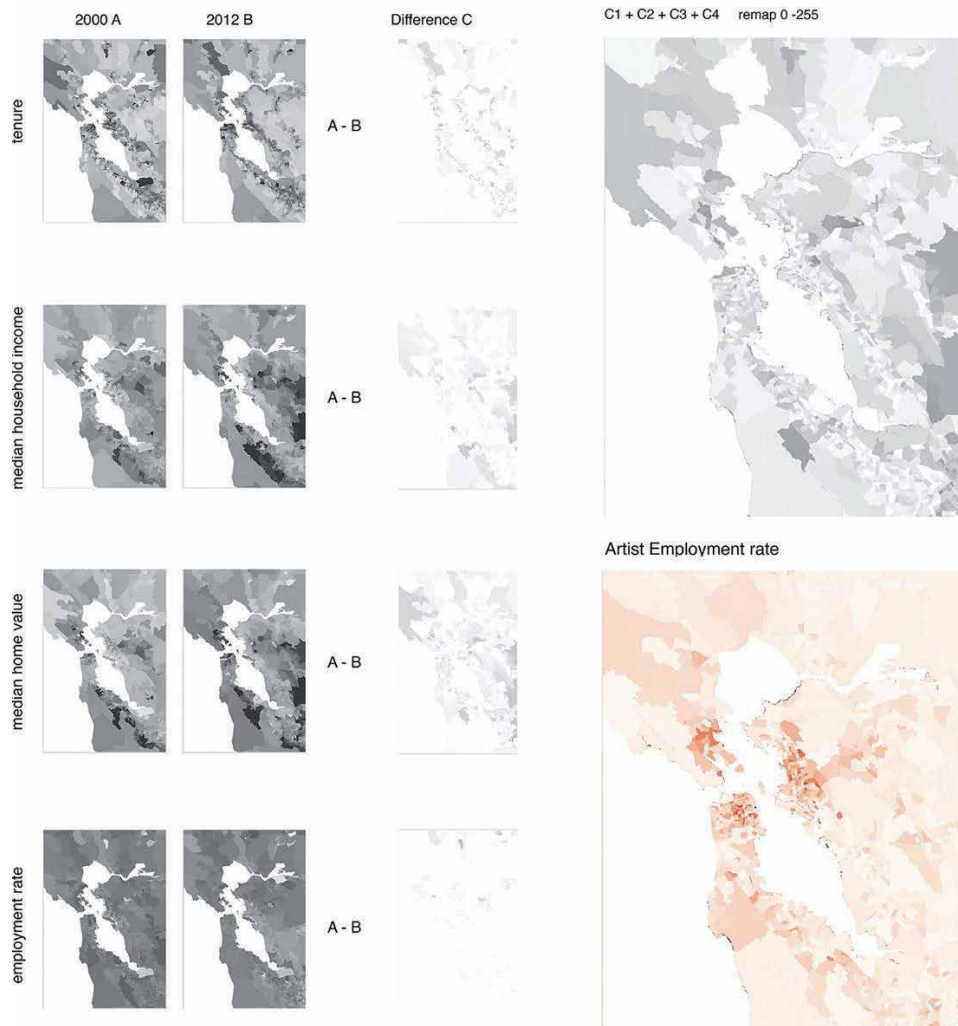 2000 A
2012 B
Difference C
C1 + C2 + C3 + C4 remap 0 -255
tenure
A - B
median household income
A - B
Artist Employment rate
median home value
A - B
employment rate
A - B